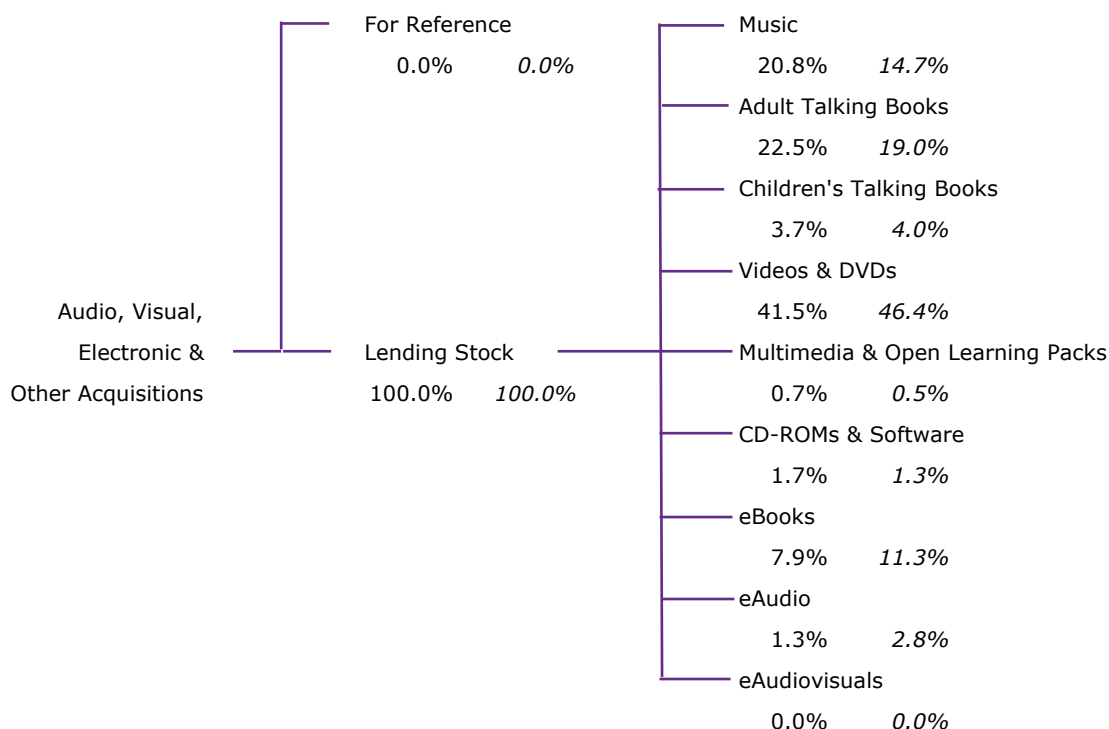 For Reference
0.0% 0.0%
Audio, Visual,
Electronic &
Other Acquisitions
Lending Stock
100.0% 100.0%
Music
20.8% 14.7%
Adult Talking Books
22.5% 19.0%
Children's Talking Books
3.7% 4.0%
Videos & DVDs
41.5% 46.4%
Multimedia & Open Learning Packs
0.7% 0.5%
CD-ROMs & Software
1.7% 1.3%
eBooks
7.9% 11.3%
eAudio
1.3% 2.8%
eAudiovisuals
0.0% 0.0%